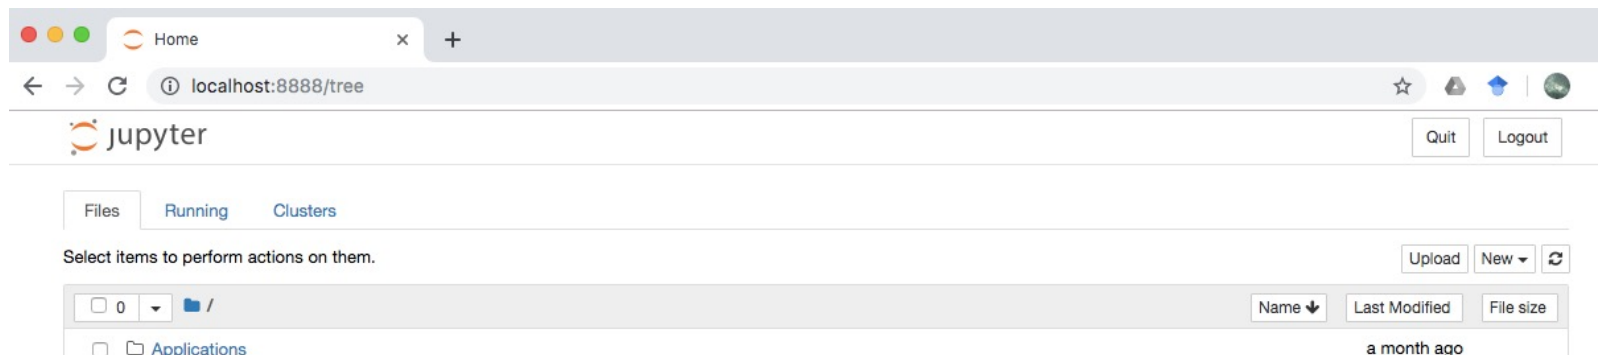 Home
localhost:8888/tree
jupyter
Quit Logout
Files Running Clusters
Select items to perform actions on them.
Upload New
0 /
Name Last Modified File size
Applications a month ago